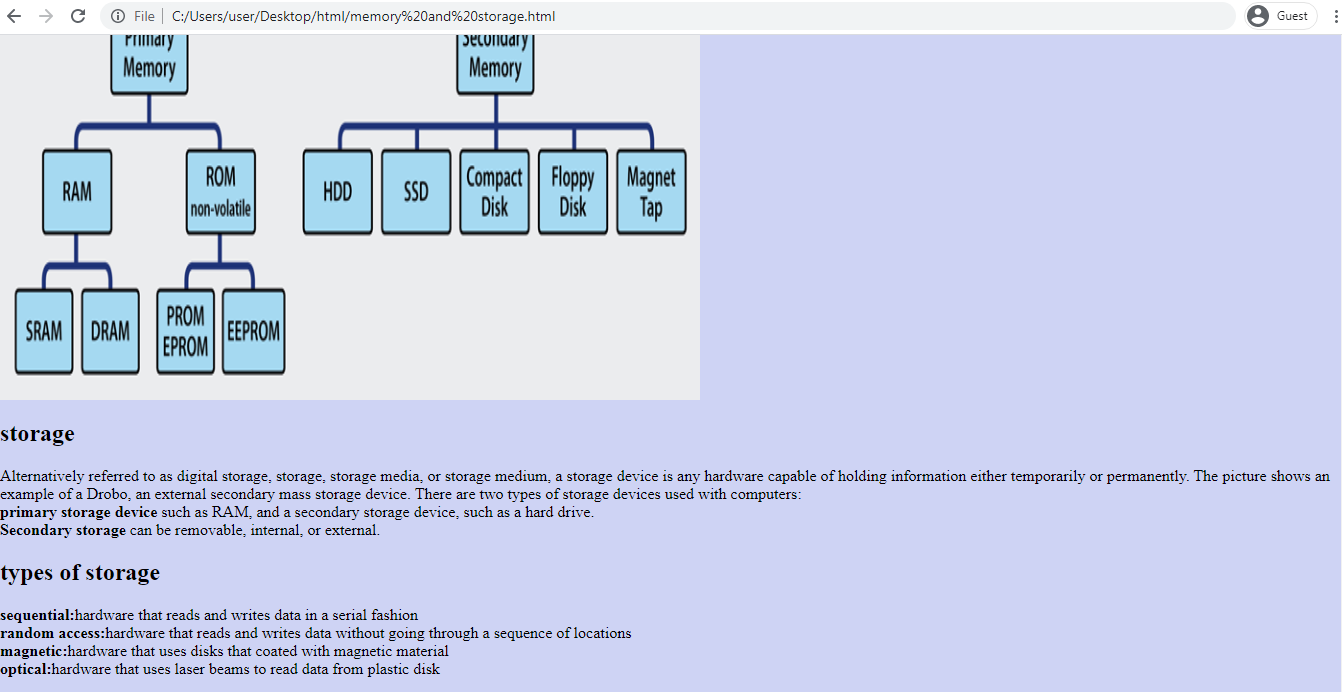 File
C:/Users/user/Desktop/html/memory%20and%20storage.html
Guest
Primary
Memory
Secondary
Memory
RAM
ROM
non-volatile
HDD
SSD
Compact
Disk
Floppy
Disk
Magnet
Tap
SRAM
DRAM
PROM
EPROM
EEPROM
storage
Alternatively referred to as digital storage, storage, storage media, or storage medium, a storage device is any hardware capable of holding information either temporarily or permanently. The picture shows an
example of a Drobo, an external secondary mass storage device. There are two types of storage devices used with computers:
primary storage device such as RAM, and a secondary storage device, such as a hard drive.
Secondary storage can be removable, internal, or external.
types of storage
sequential:hardware that reads and writes data in a serial fashion
random access:hardware that reads and writes data without going through a sequence of locations
magnetic:hardware that uses disks that coated with magnetic material
optical:hardware that uses laser beams to read data from plastic disk